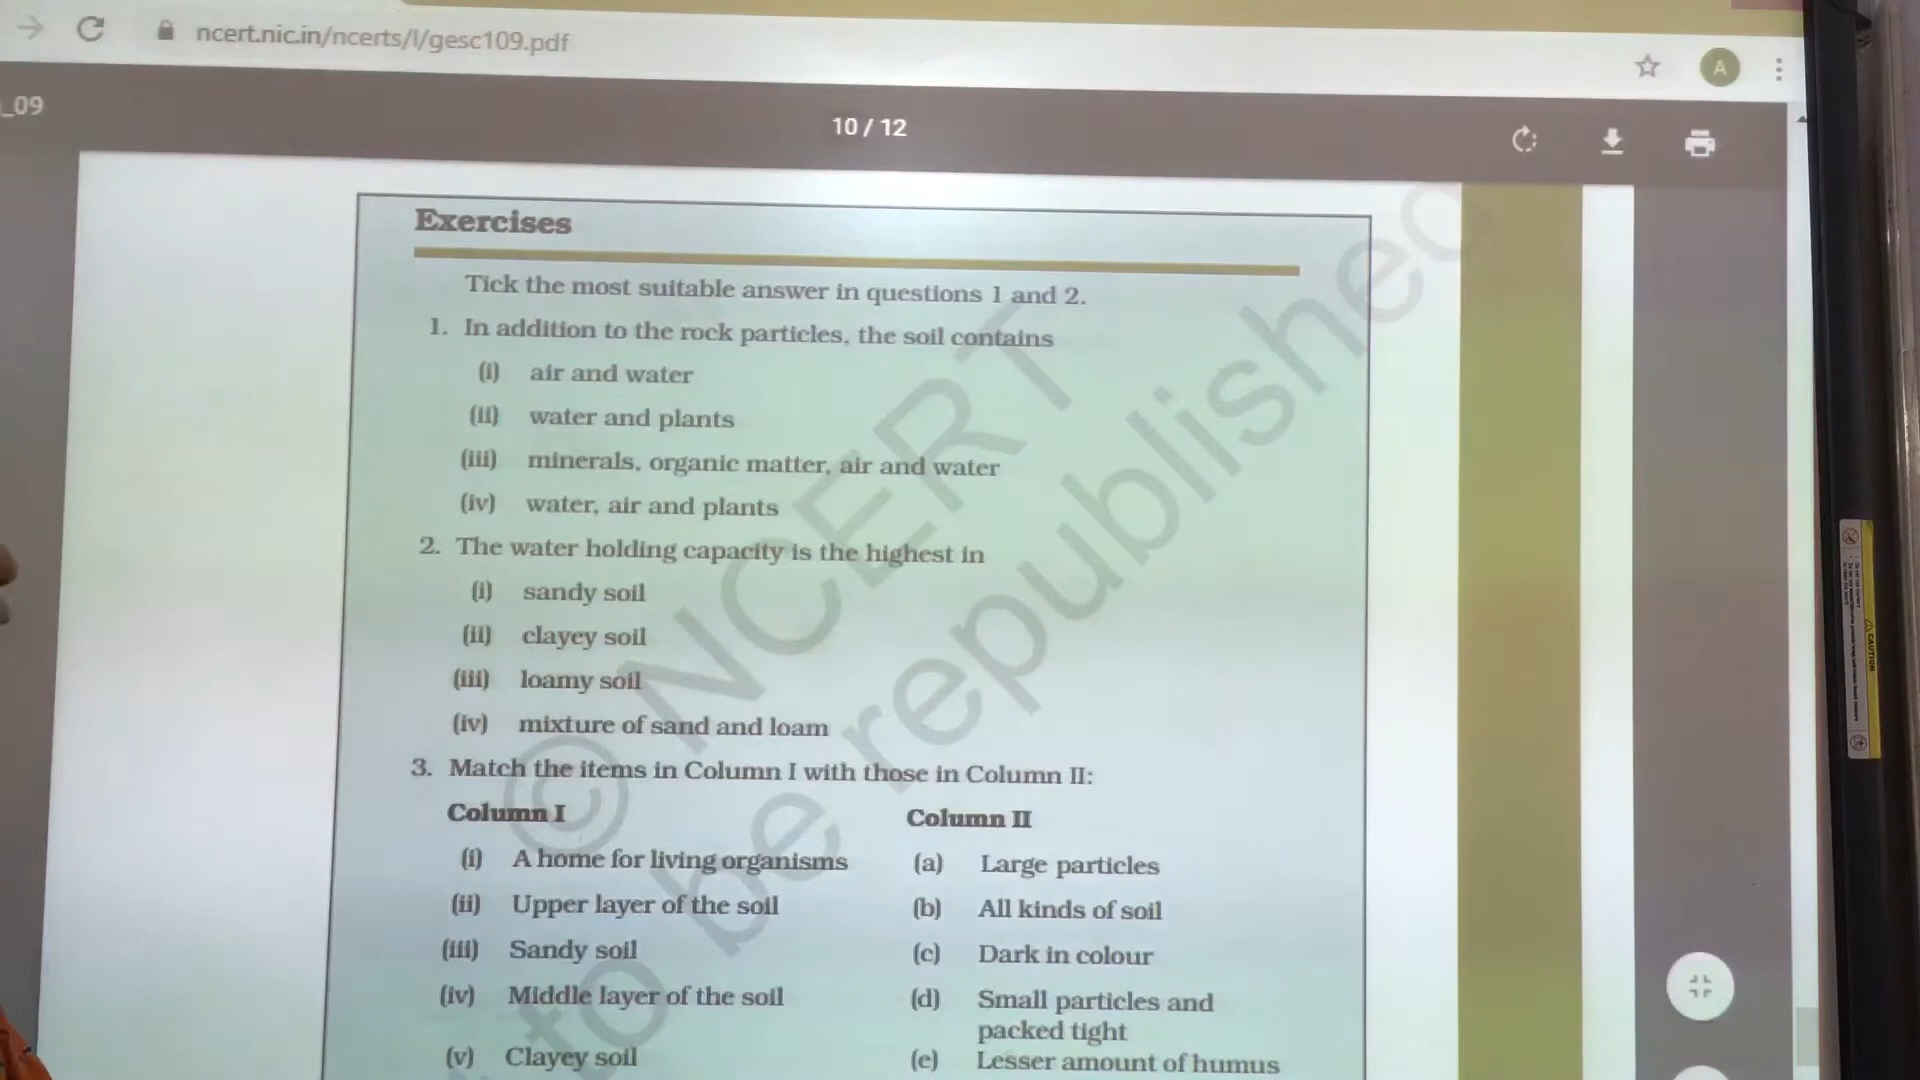 ncert.nic.in/ncerts/l/gesc109.pdf
A
_09
10 / 12
Exercises
Tick the most suitable answer in questions 1 and 2.
1. In addition to the rock particles, the soil contains
(i) air and water
(ii) water and plants
(iii) minerals, organic matter, air and water
(iv) water, air and plants
2. The water holding capacity is the highest in
(i) sandy soil
(ii) clayey soil
(iii) loamy soil
(iv) mixture of sand and loam
3. Match the items in Column I with those in Column II:
Column I Column II
(i) A home for living organisms (a) Large particles
(ii) Upper layer of the soil (b) All kinds of soil
(iii) Sandy soil (c) Dark in colour
(iv) Middle layer of the soil (d) Small particles and
packed tight
(v) Clayey soil (e) Lesser amount of humus
© NCERT
to be republished
CAUTION